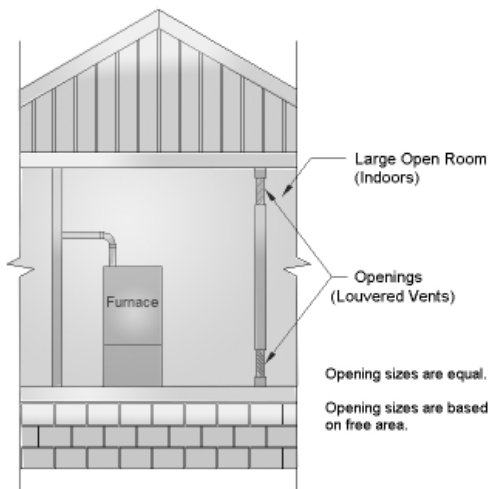 Large Open Room
(Indoors)
Furnace
Openings
(Louvered Vents)
Opening sizes are equal.
Opening sizes are based
on free area.